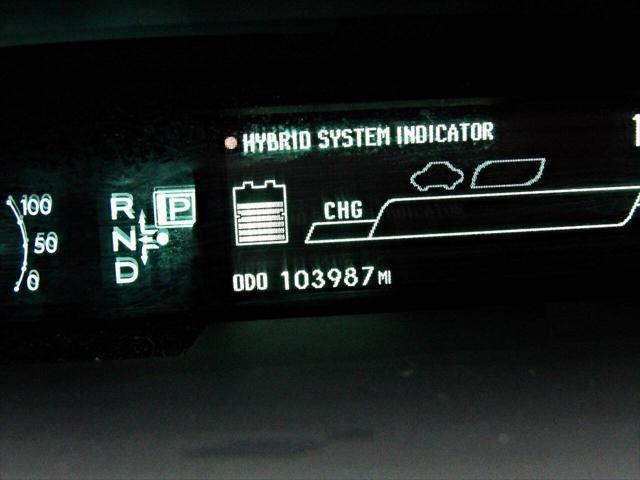 HYBRID SYSTEM INDICATOR
100
50
0
R
N
D
P
CHG
ODO 103987 MI